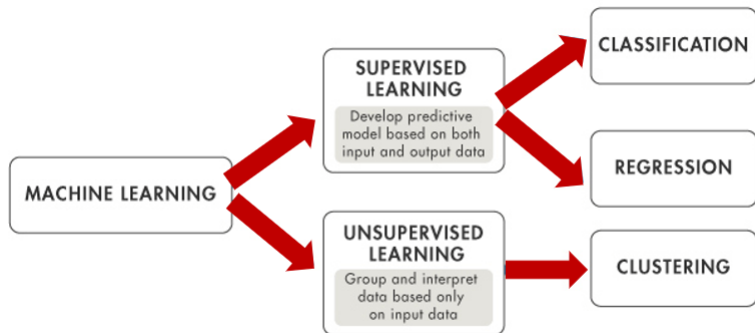 MACHINE LEARNING
SUPERVISED
LEARNING
Develop predictive
model based on both
input and output data
UNSUPERVISED
LEARNING
Group and interpret
data based only
on input data
CLASSIFICATION
REGRESSION
CLUSTERING